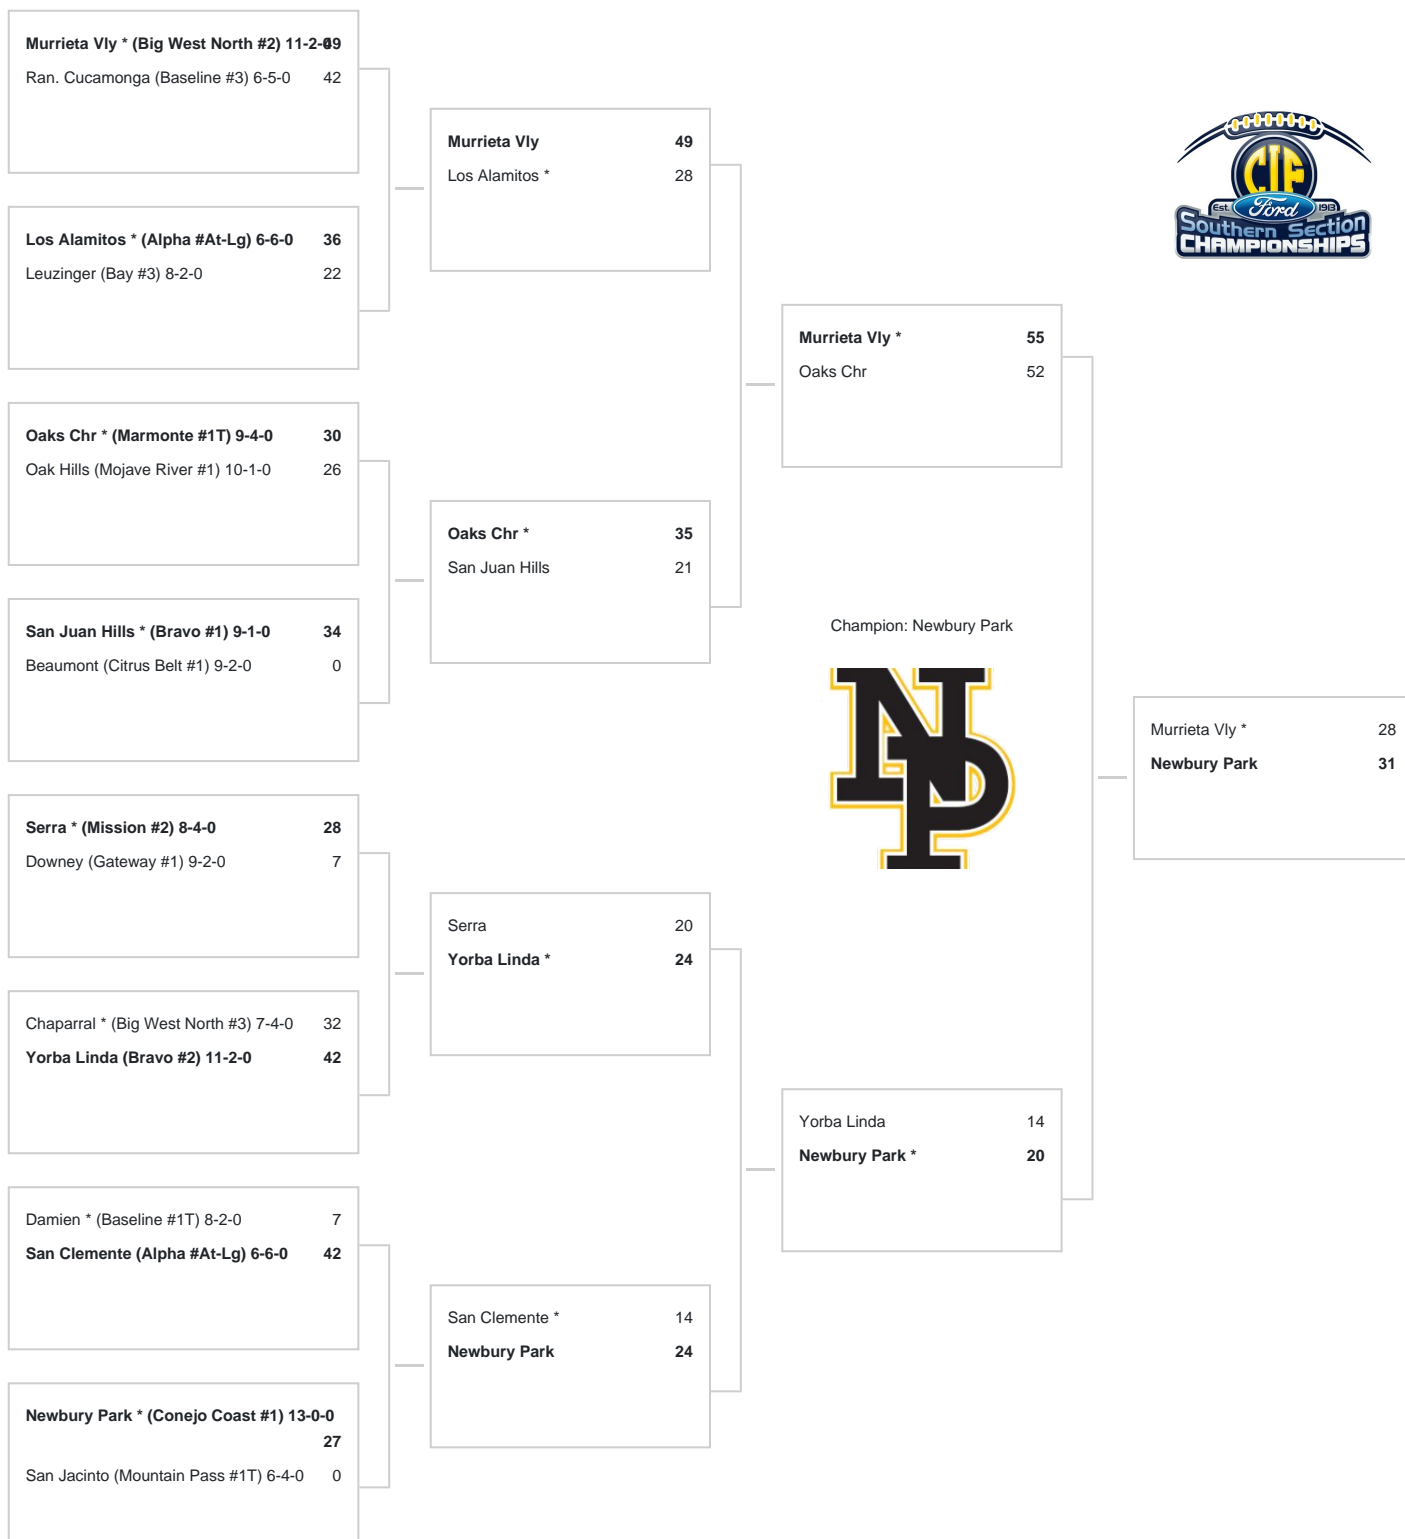 Murrieta Vly * (Big West North #2) 11-2-0 49
Ran. Cucamonga (Baseline #3) 6-5-0 42
Los Alamitos * (Alpha #At-Lg) 6-6-0 36
Leuzinger (Bay #3) 8-2-0 22
Oaks Chr * (Marmonte #1T) 9-4-0 30
Oak Hills (Mojave River #1) 10-1-0 26
San Juan Hills * (Bravo #1) 9-1-0 34
Beaumont (Citrus Belt #1) 9-2-0 0
Serra * (Mission #2) 8-4-0 28
Downey (Gateway #1) 9-2-0 7
Chaparral * (Big West North #3) 7-4-0 32
Yorba Linda (Bravo #2) 11-2-0 42
Damien * (Baseline #1T) 8-2-0 7
San Clemente (Alpha #At-Lg) 6-6-0 42
Newbury Park * (Conejo Coast #1) 13-0-0
27
San Jacinto (Mountain Pass #1T) 6-4-0 0
Murrieta Vly 49
Los Alamitos * 28
Oaks Chr * 35
San Juan Hills 21
Serra 20
Yorba Linda * 24
San Clemente * 14
Newbury Park 24
Murrieta Vly * 55
Oaks Chr 52
Champion: Newbury Park
NP
Yorba Linda 14
Newbury Park * 20
CIF
Est. Ford 1913
Southern Section
CHAMPIONSHIPS
Murrieta Vly * 28
Newbury Park 31